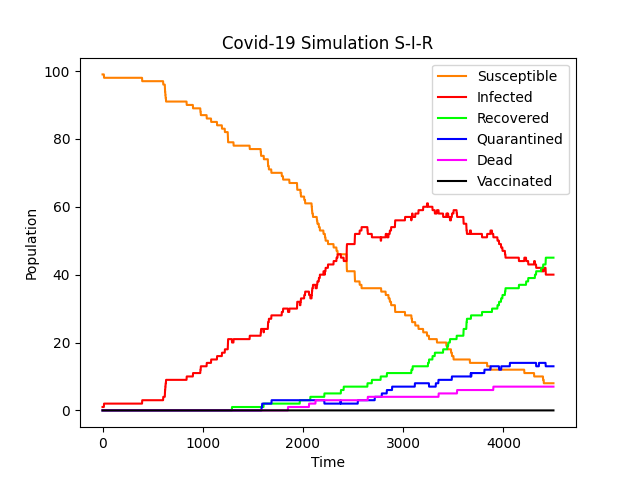 Covid-19 Simulation S-I-R
Susceptible
Infected
Recovered
Quarantined
Dead
Vaccinated
Population
100
80
60
40
20
0
0 1000 2000 3000 4000
Time